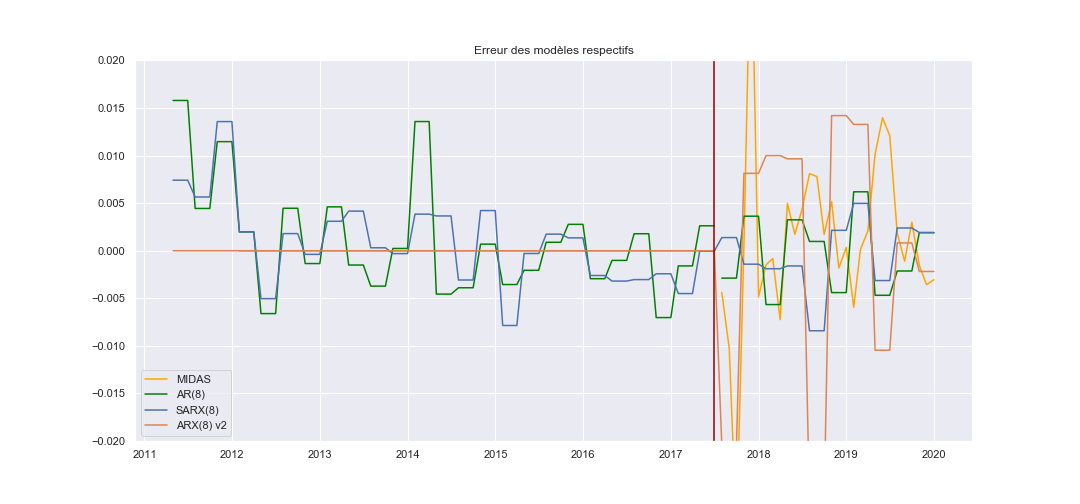 Erreur des modèles respectifs
0.020
0.015
0.010
0.005
0.000
−0.005
−0.010
−0.015
−0.020
MIDAS
AR(8)
SARX(8)
ARX(8) v2
2011 2012 2013 2014 2015 2016 2017 2018 2019 2020